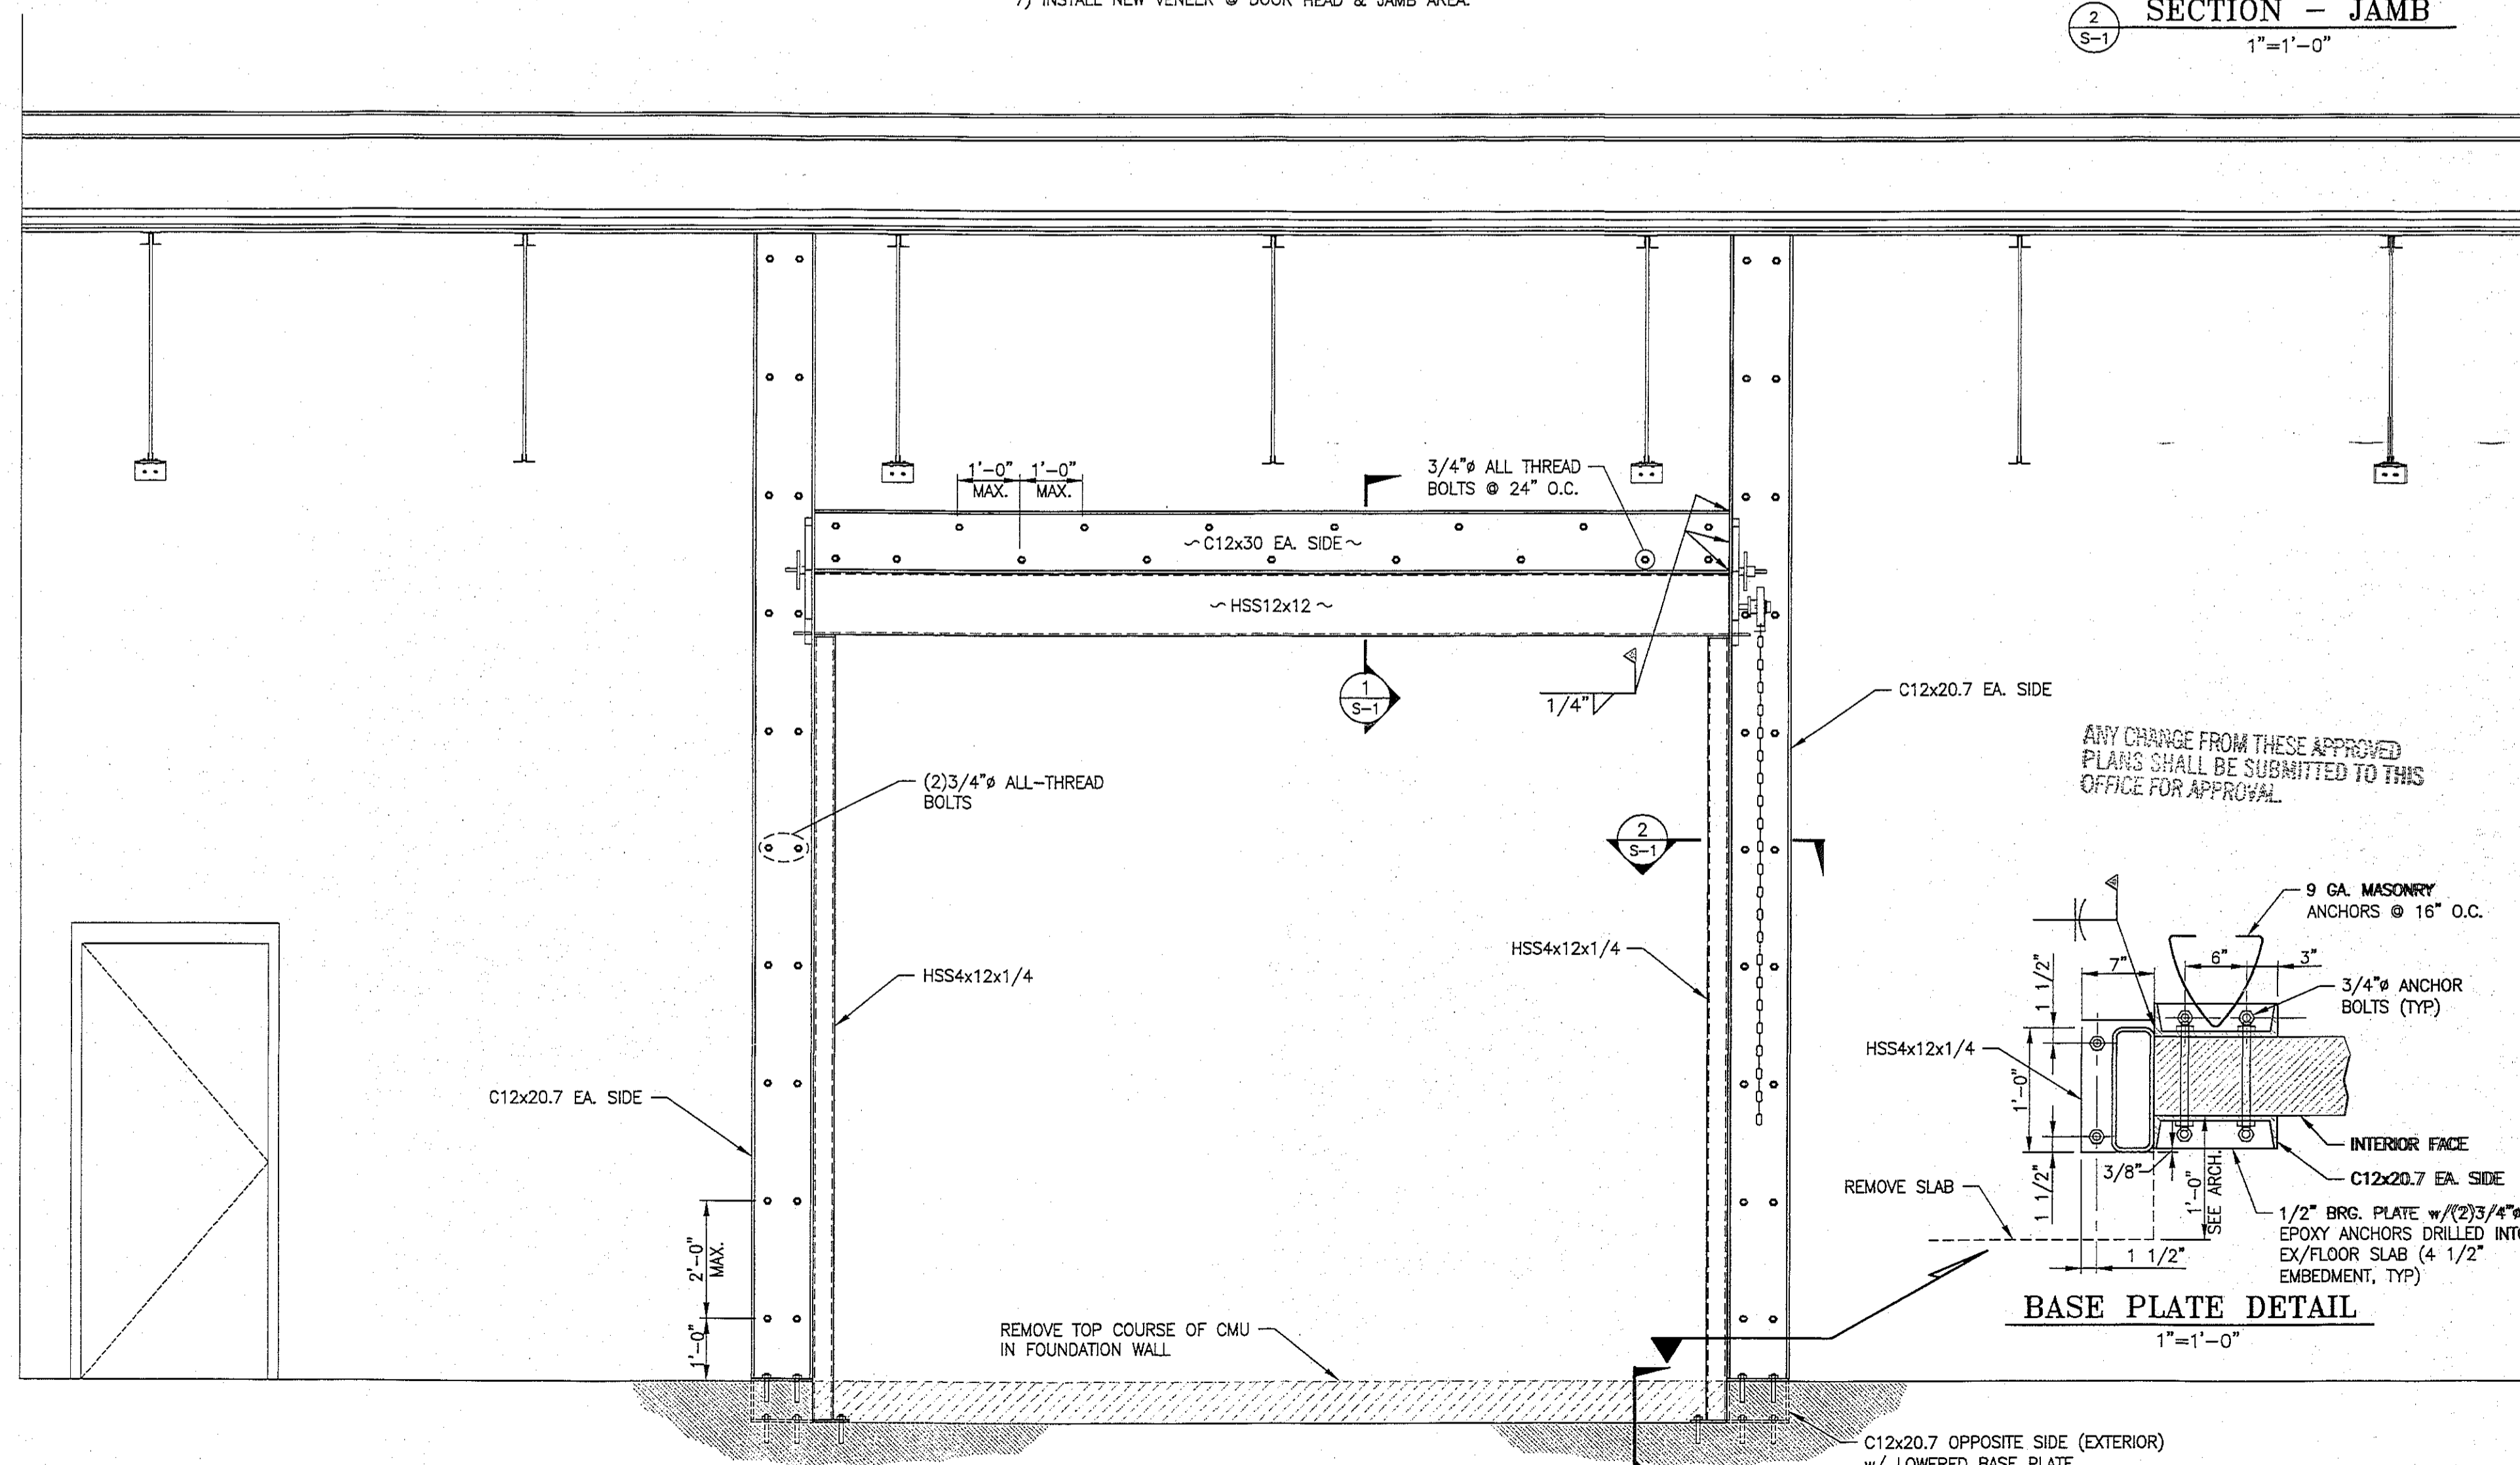 7) INSTALL NEW VENEER @ DOOR HEAD & JAMB AREA.
2
S-1
SECTION - JAMB
1"=1'-0"
1'-0"
MAX.
1'-0"
MAX.
3/4"ø ALL THREAD
BOLTS @ 24" O.C.
~C12x30 EA. SIDE~
~HSS12x12~
1
S-1
1/4"
C12x20.7 EA. SIDE
ANY CHANGE FROM THESE APPROVED
PLANS SHALL BE SUBMITTED TO THIS
OFFICE FOR APPROVAL.
(2)3/4"ø ALL-THREAD
BOLTS
2
S-1
HSS4x12x1/4
HSS4x12x1/4
C12x20.7 EA. SIDE
2'-0"
MAX.
1'-0"
REMOVE TOP COURSE OF CMU
IN FOUNDATION WALL
9 GA. MASONRY
ANCHORS @ 16" O.C.
7"
6"
3"
1 1/2"
3/4"ø ANCHOR
BOLTS (TYP)
HSS4x12x1/4
1'-0"
INTERIOR FACE
3/8"
C12x20.7 EA. SIDE
1 1/2"
1'-0"
SEE ARCH.
REMOVE SLAB
1/2" BRG. PLATE w/(2)3/4"ø
EPOXY ANCHORS DRILLED INTO
EX/FLOOR SLAB (4 1/2"
EMBEDMENT, TYP)
1 1/2"
BASE PLATE DETAIL
1"=1'-0"
C12x20.7 OPPOSITE SIDE (EXTERIOR)
w/ LOWERED BASE PLATE